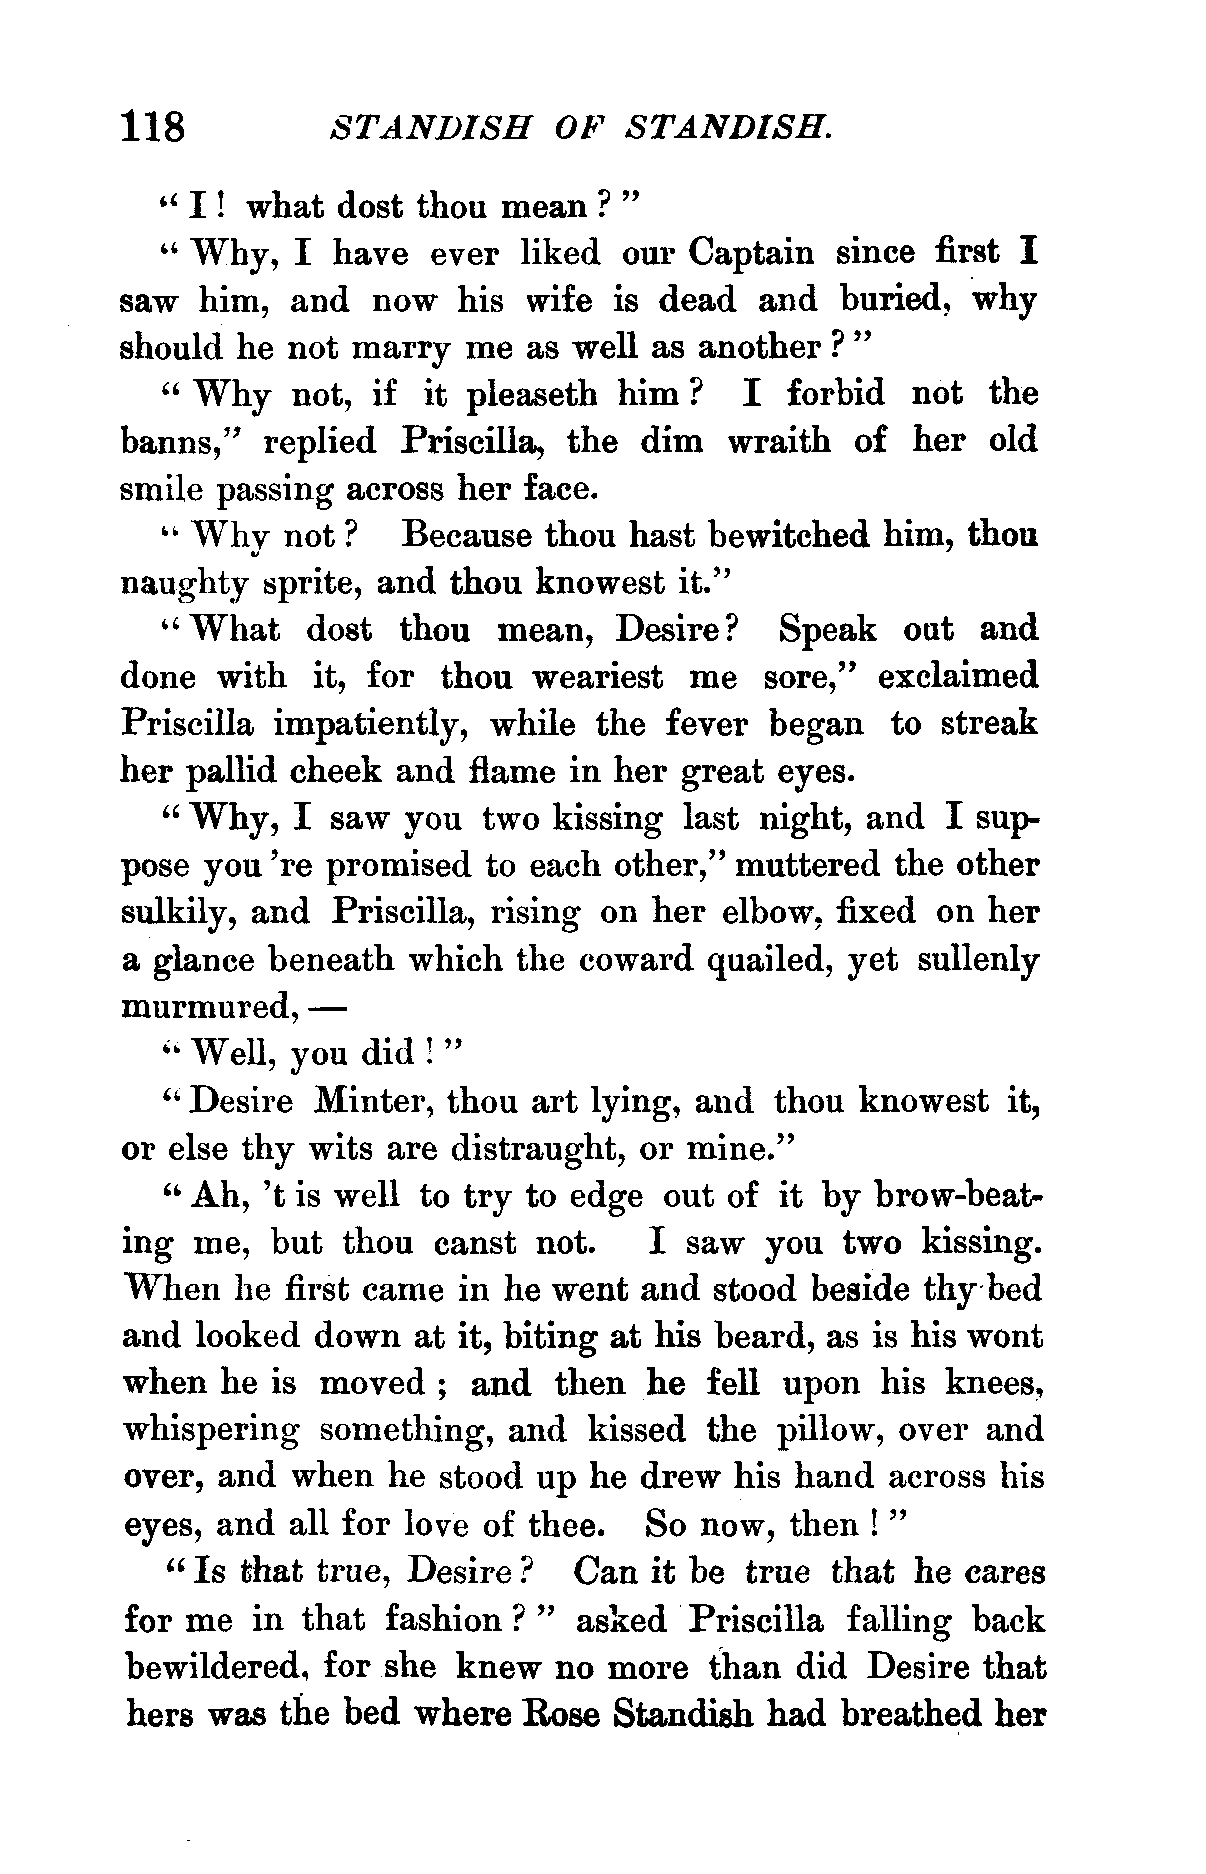 118 STANDISH OF STANDISH.
“ I ! what dost thou mean ? ”
“ Why, I have ever liked our Captain since first I
saw him, and now his wife is dead and buried, why
should he not marry me as well as another ? ”
“ Why not, if it pleaseth him ? I forbid not the
banns,” replied Priscilla, the dim wraith of her old
smile passing across her face.
“ Why not ? Because thou hast bewitched him, thou
naughty sprite, and thou knowest it.”
“ What dost thou mean, Desire ? Speak out and
done with it, for thou weariest me sore,” exclaimed
Priscilla impatiently, while the fever began to streak
her pallid cheek and flame in her great eyes.
“ Why, I saw you two kissing last night, and I sup-
pose you 're promised to each other,” muttered the other
sulkily, and Priscilla, rising on her elbow, fixed on her
a glance beneath which the coward quailed, yet sullenly
murmured, —
“ Well, you did ! ”
“ Desire Minter, thou art lying, and thou knowest it,
or else thy wits are distraught, or mine.”
“ Ah, 't is well to try to edge out of it by brow-beat-
ing me, but thou canst not. I saw you two kissing.
When he first came in he went and stood beside thy bed
and looked down at it, biting at his beard, as is his wont
when he is moved ; and then he fell upon his knees,
whispering something, and kissed the pillow, over and
over, and when he stood up he drew his hand across his
eyes, and all for love of thee. So now, then ! ”
“ Is that true, Desire ? Can it be true that he cares
for me in that fashion ? ” asked Priscilla falling back
bewildered, for she knew no more than did Desire that
hers was the bed where Rose Standish had breathed her